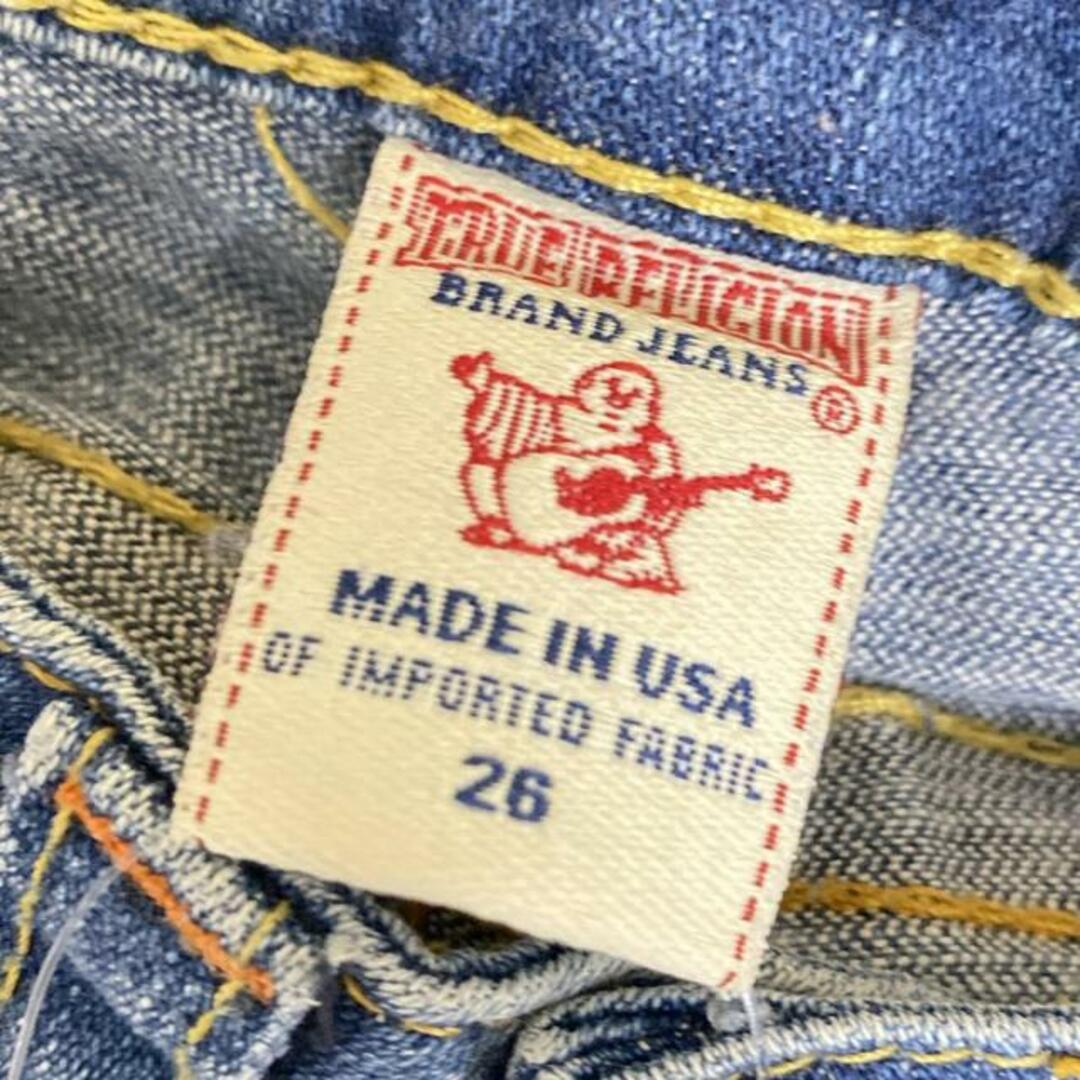 TRUE RELIGION
BRAND JEANS ®
MADE IN USA
OF IMPORTED FABRIC
26